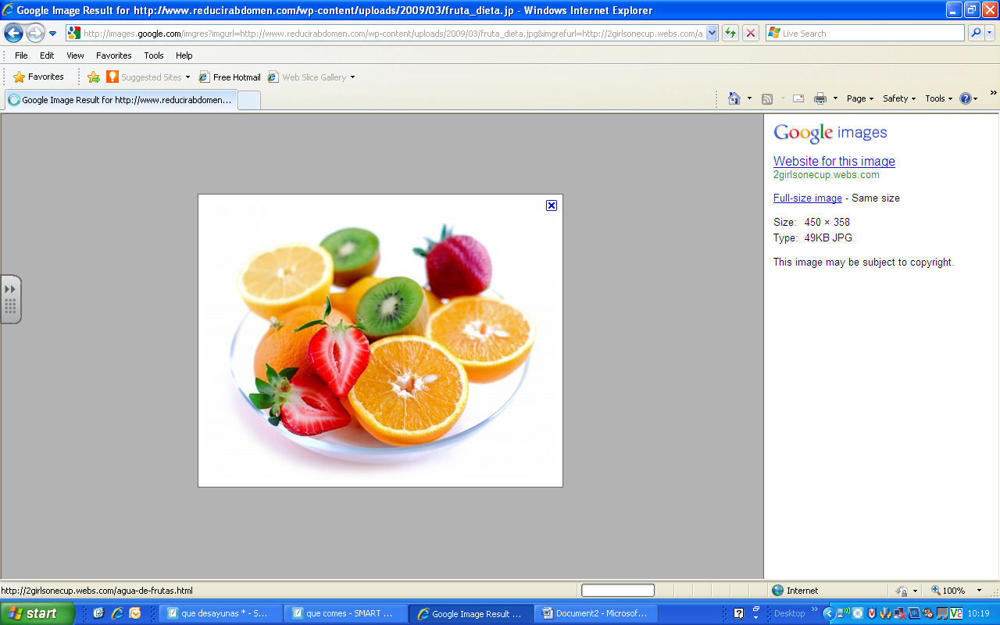 Google Image Result for http://www.reducirabdomen.com/wp-content/uploads/2009/03/fruta_dieta.jp - Windows Internet Explorer
http://images.google.com/imgres?imgurl=http://www.reducirabdomen.com/wp-content/uploads/2009/03/fruta_dieta.jpg&imgrefurl=http://2girlsonecup.webs.com/a
Live Search
File Edit View Favorites Tools Help
Favorites Suggested Sites Free Hotmail Web Slice Gallery
Google Image Result for http://www.reducirabdomen...
Page Safety Tools
Google images
Website for this image
2girlsonecup.webs.com
Full-size image - Same size
Size: 450 × 358
Type: 49KB JPG
This image may be subject to copyright.
http://2girlsonecup.webs.com/agua-de-frutas.html
Internet 100%
start que desayunas * - S... que comes - SMART ... Google Image Result ... Document2 - Microsof... Desktop 10:19